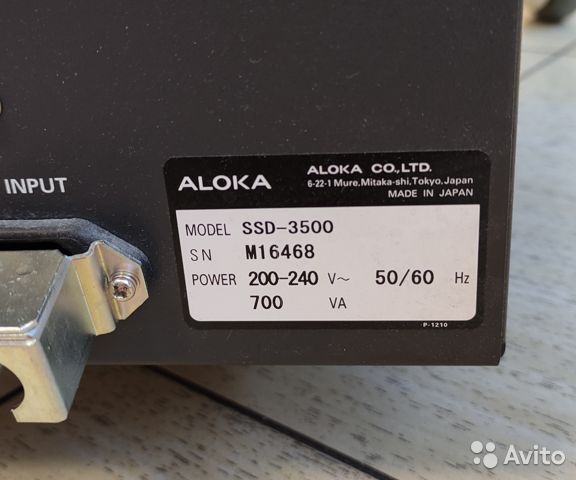 INPUT
ALOKA
ALOKA CO.,LTD.
6-22-1 Mure,Mitaka-shi,Tokyo,Japan
MADE IN JAPAN
MODEL SSD-3500
SN M16468
POWER 200-240 V~ 50/60 Hz
700 VA
P-1210
Avito